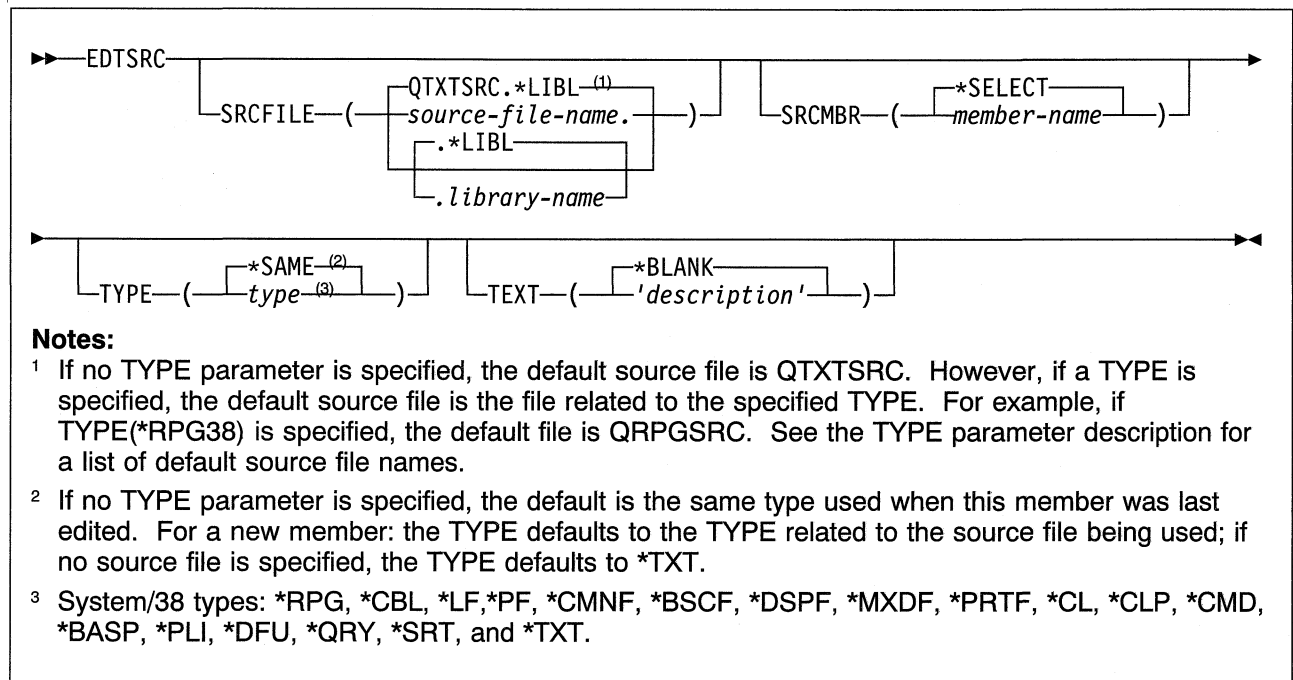 EDTSRC
QTXTSRC.*LIBL (1)
*SELECT
SRCFILE ( source-file-name. )
SRCMBR ( member-name )
.*LIBL
.library-name
*SAME (2)
*BLANK
TYPE ( type (3) )
TEXT ( 'description' )
Notes:
1 If no TYPE parameter is specified, the default source file is QTXTSRC. However, if a TYPE is
specified, the default source file is the file related to the specified TYPE. For example, if
TYPE(*RPG38) is specified, the default file is QRPGSRC. See the TYPE parameter description for
a list of default source file names.
2 If no TYPE parameter is specified, the default is the same type used when this member was last
edited. For a new member: the TYPE defaults to the TYPE related to the source file being used; if
no source file is specified, the TYPE defaults to *TXT.
3 System/38 types: *RPG, *CBL, *LF,*PF, *CMNF, *BSCF, *DSPF, *MXDF, *PRTF, *CL, *CLP, *CMD,
*BASP, *PLI, *DFU, *QRY, *SRT, and *TXT.